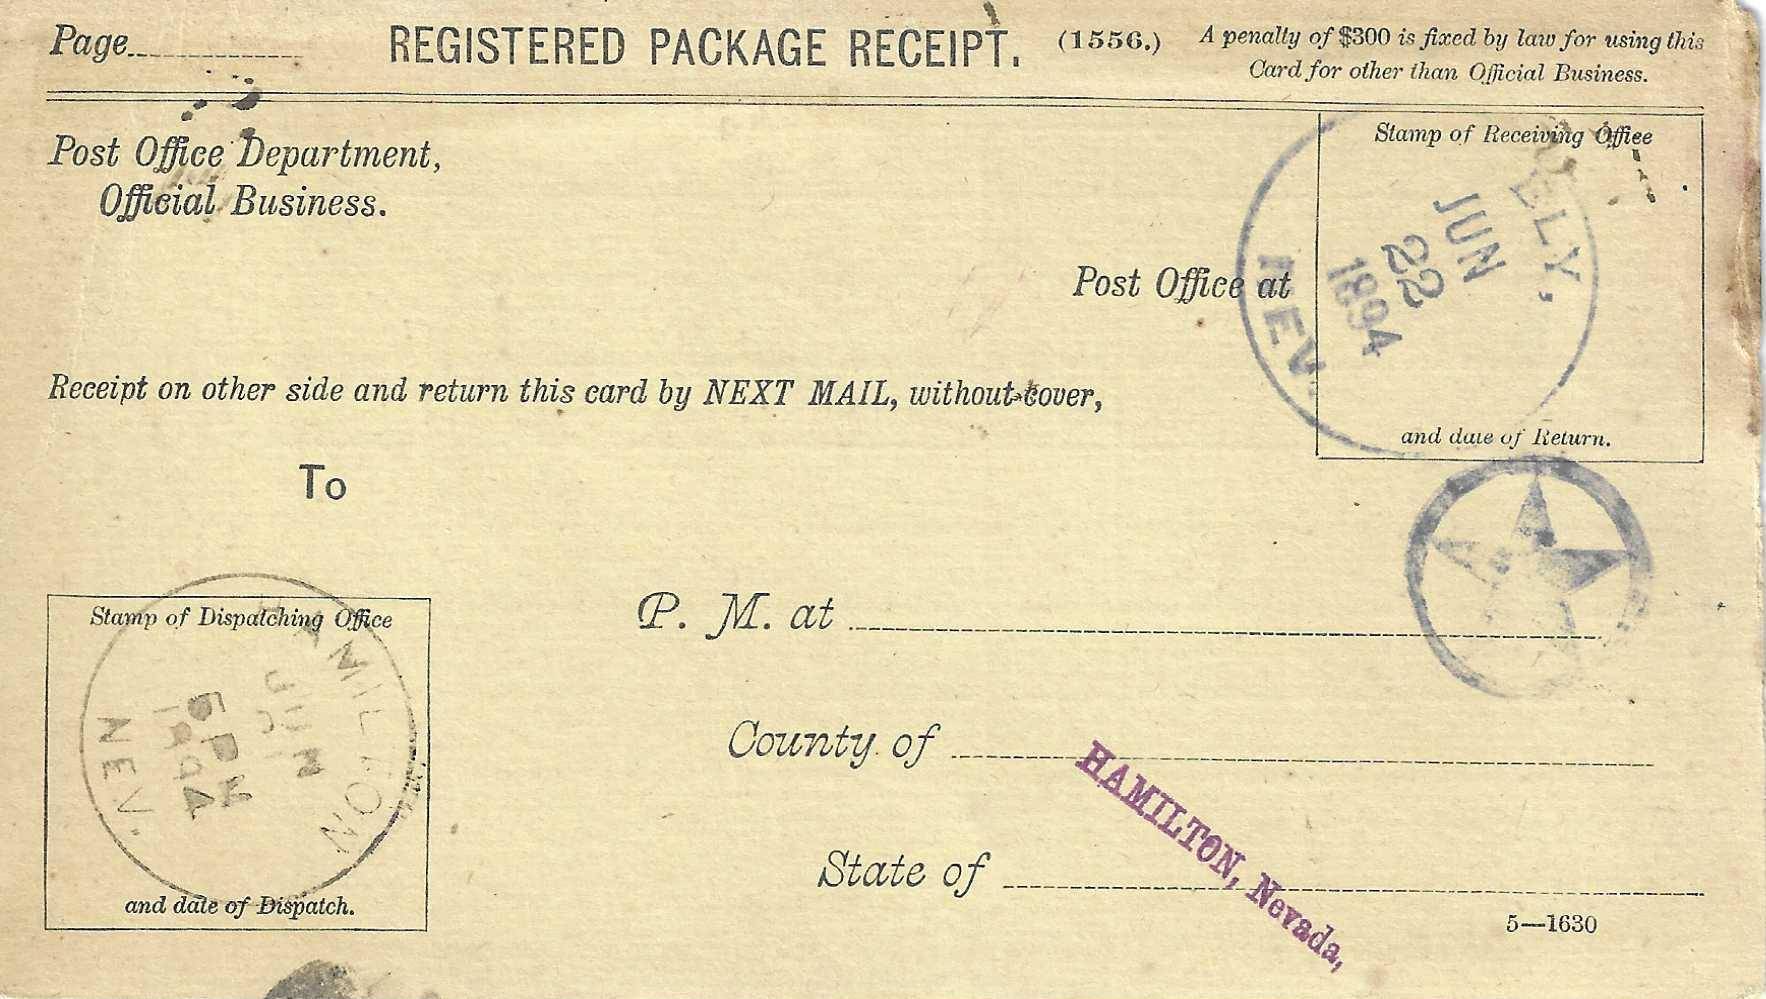 Page
REGISTERED PACKAGE RECEIPT. (1556.)
A penalty of $300 is fixed by law for using this
Card for other than Official Business.
Post Office Department,
Official Business.
Stamp of Receiving Office
ELY,
JUN
22
1894
NEV.
Post Office at
and date of Return.
Receipt on other side and return this card by NEXT MAIL, without cover,
To
Stamp of Dispatching Office
HAMILTON
JUN
5 PM
1894
NEV.
and date of Dispatch.
P. M. at
County of
State of
HAMILTON, Nevada,
5—1630